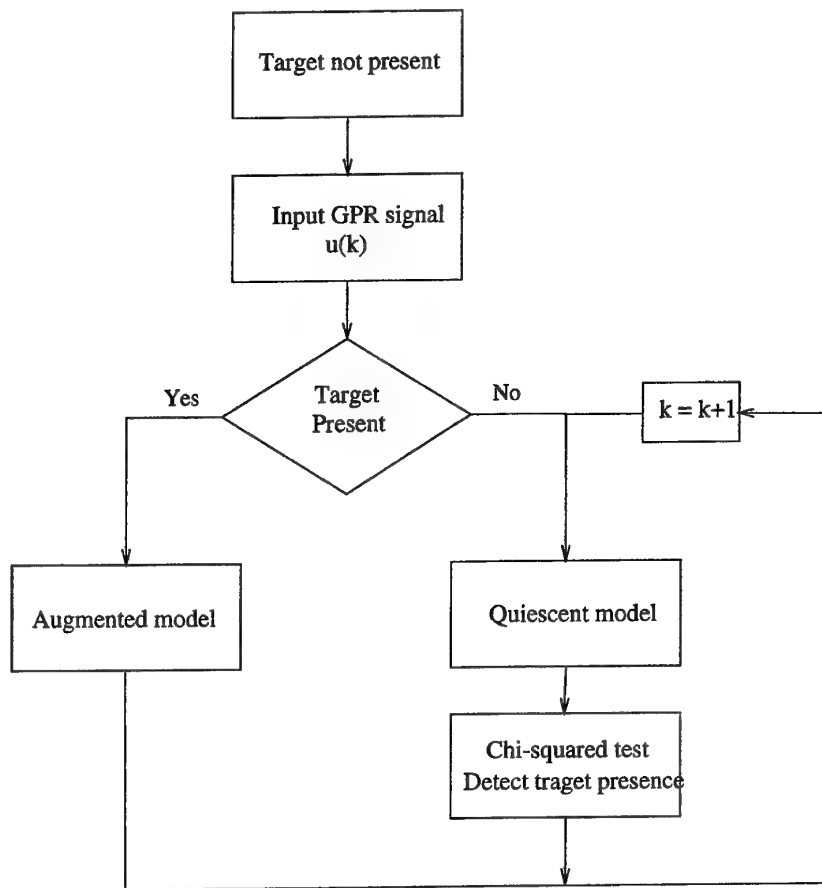 Target not present
Input GPR signal
u(k)
Target
Present
Yes
No
k = k+1
Augmented model
Quiescent model
Chi-squared test
Detect traget presence